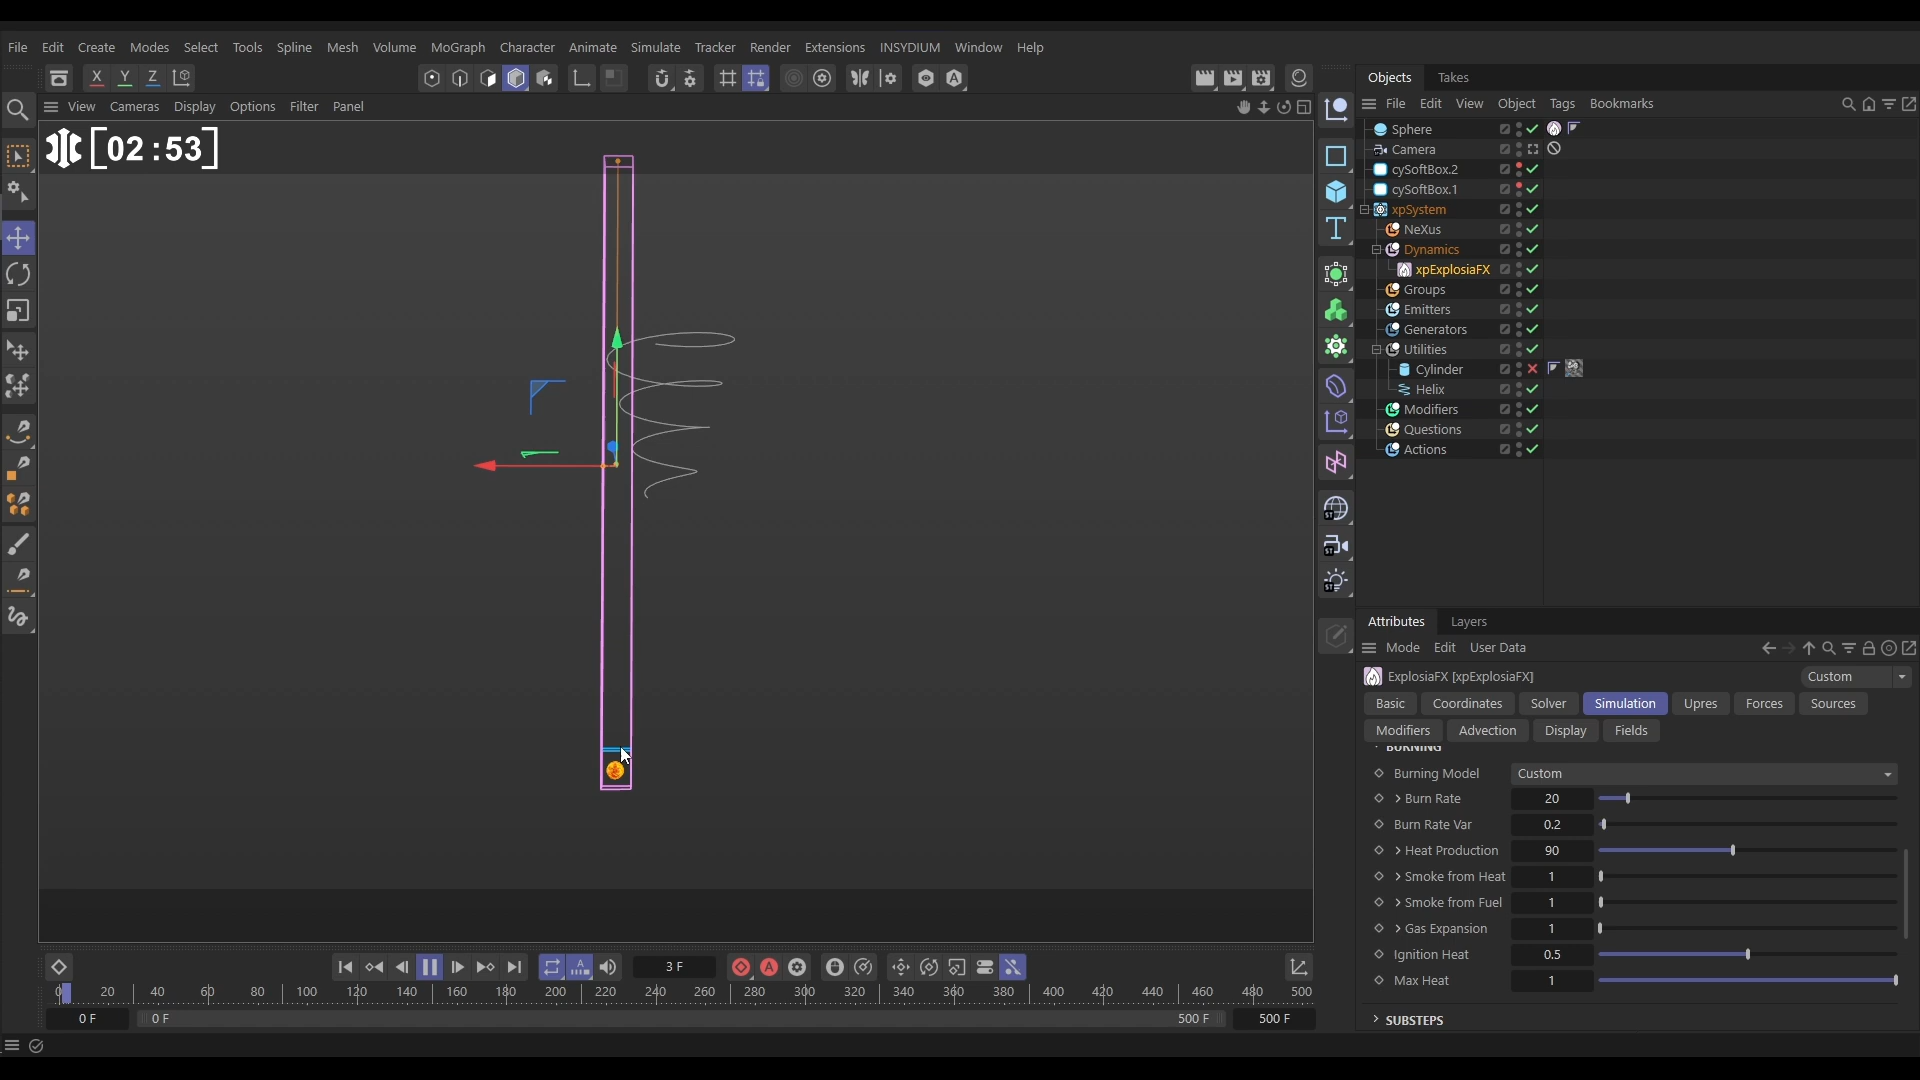 File Edit Create Modes Select Tools Spline Mesh Volume MoGraph Character Animate Simulate Tracker Render Extensions INSYDIUM Window Help
X Y Z
View Cameras Display Options Filter Panel
[02:53]
Objects Takes
File Edit View Object Tags Bookmarks
Sphere
Camera
cySoftBox.2
cySoftBox.1
xpSystem
NeXus
Dynamics
xpExplosiaFX
Groups
Emitters
Generators
Utilities
Cylinder
Helix
Modifiers
Questions
Actions
Attributes Layers
Mode Edit User Data
ExplosiaFX [xpExplosiaFX] Custom
Basic Coordinates Solver Simulation Upres Forces Sources
Modifiers Advection Display Fields
BURNING
Burning Model Custom
Burn Rate 20
Burn Rate Var 0.2
Heat Production 90
Smoke from Heat 1
Smoke from Fuel 1
Gas Expansion 1
Ignition Heat 0.5
Max Heat 1
SUBSTEPS
3 F
0 20 40 60 80 100 120 140 160 180 200 220 240 260 280 300 320 340 360 380 400 420 440 460 480 500
0 F 0 F 500 F 500 F